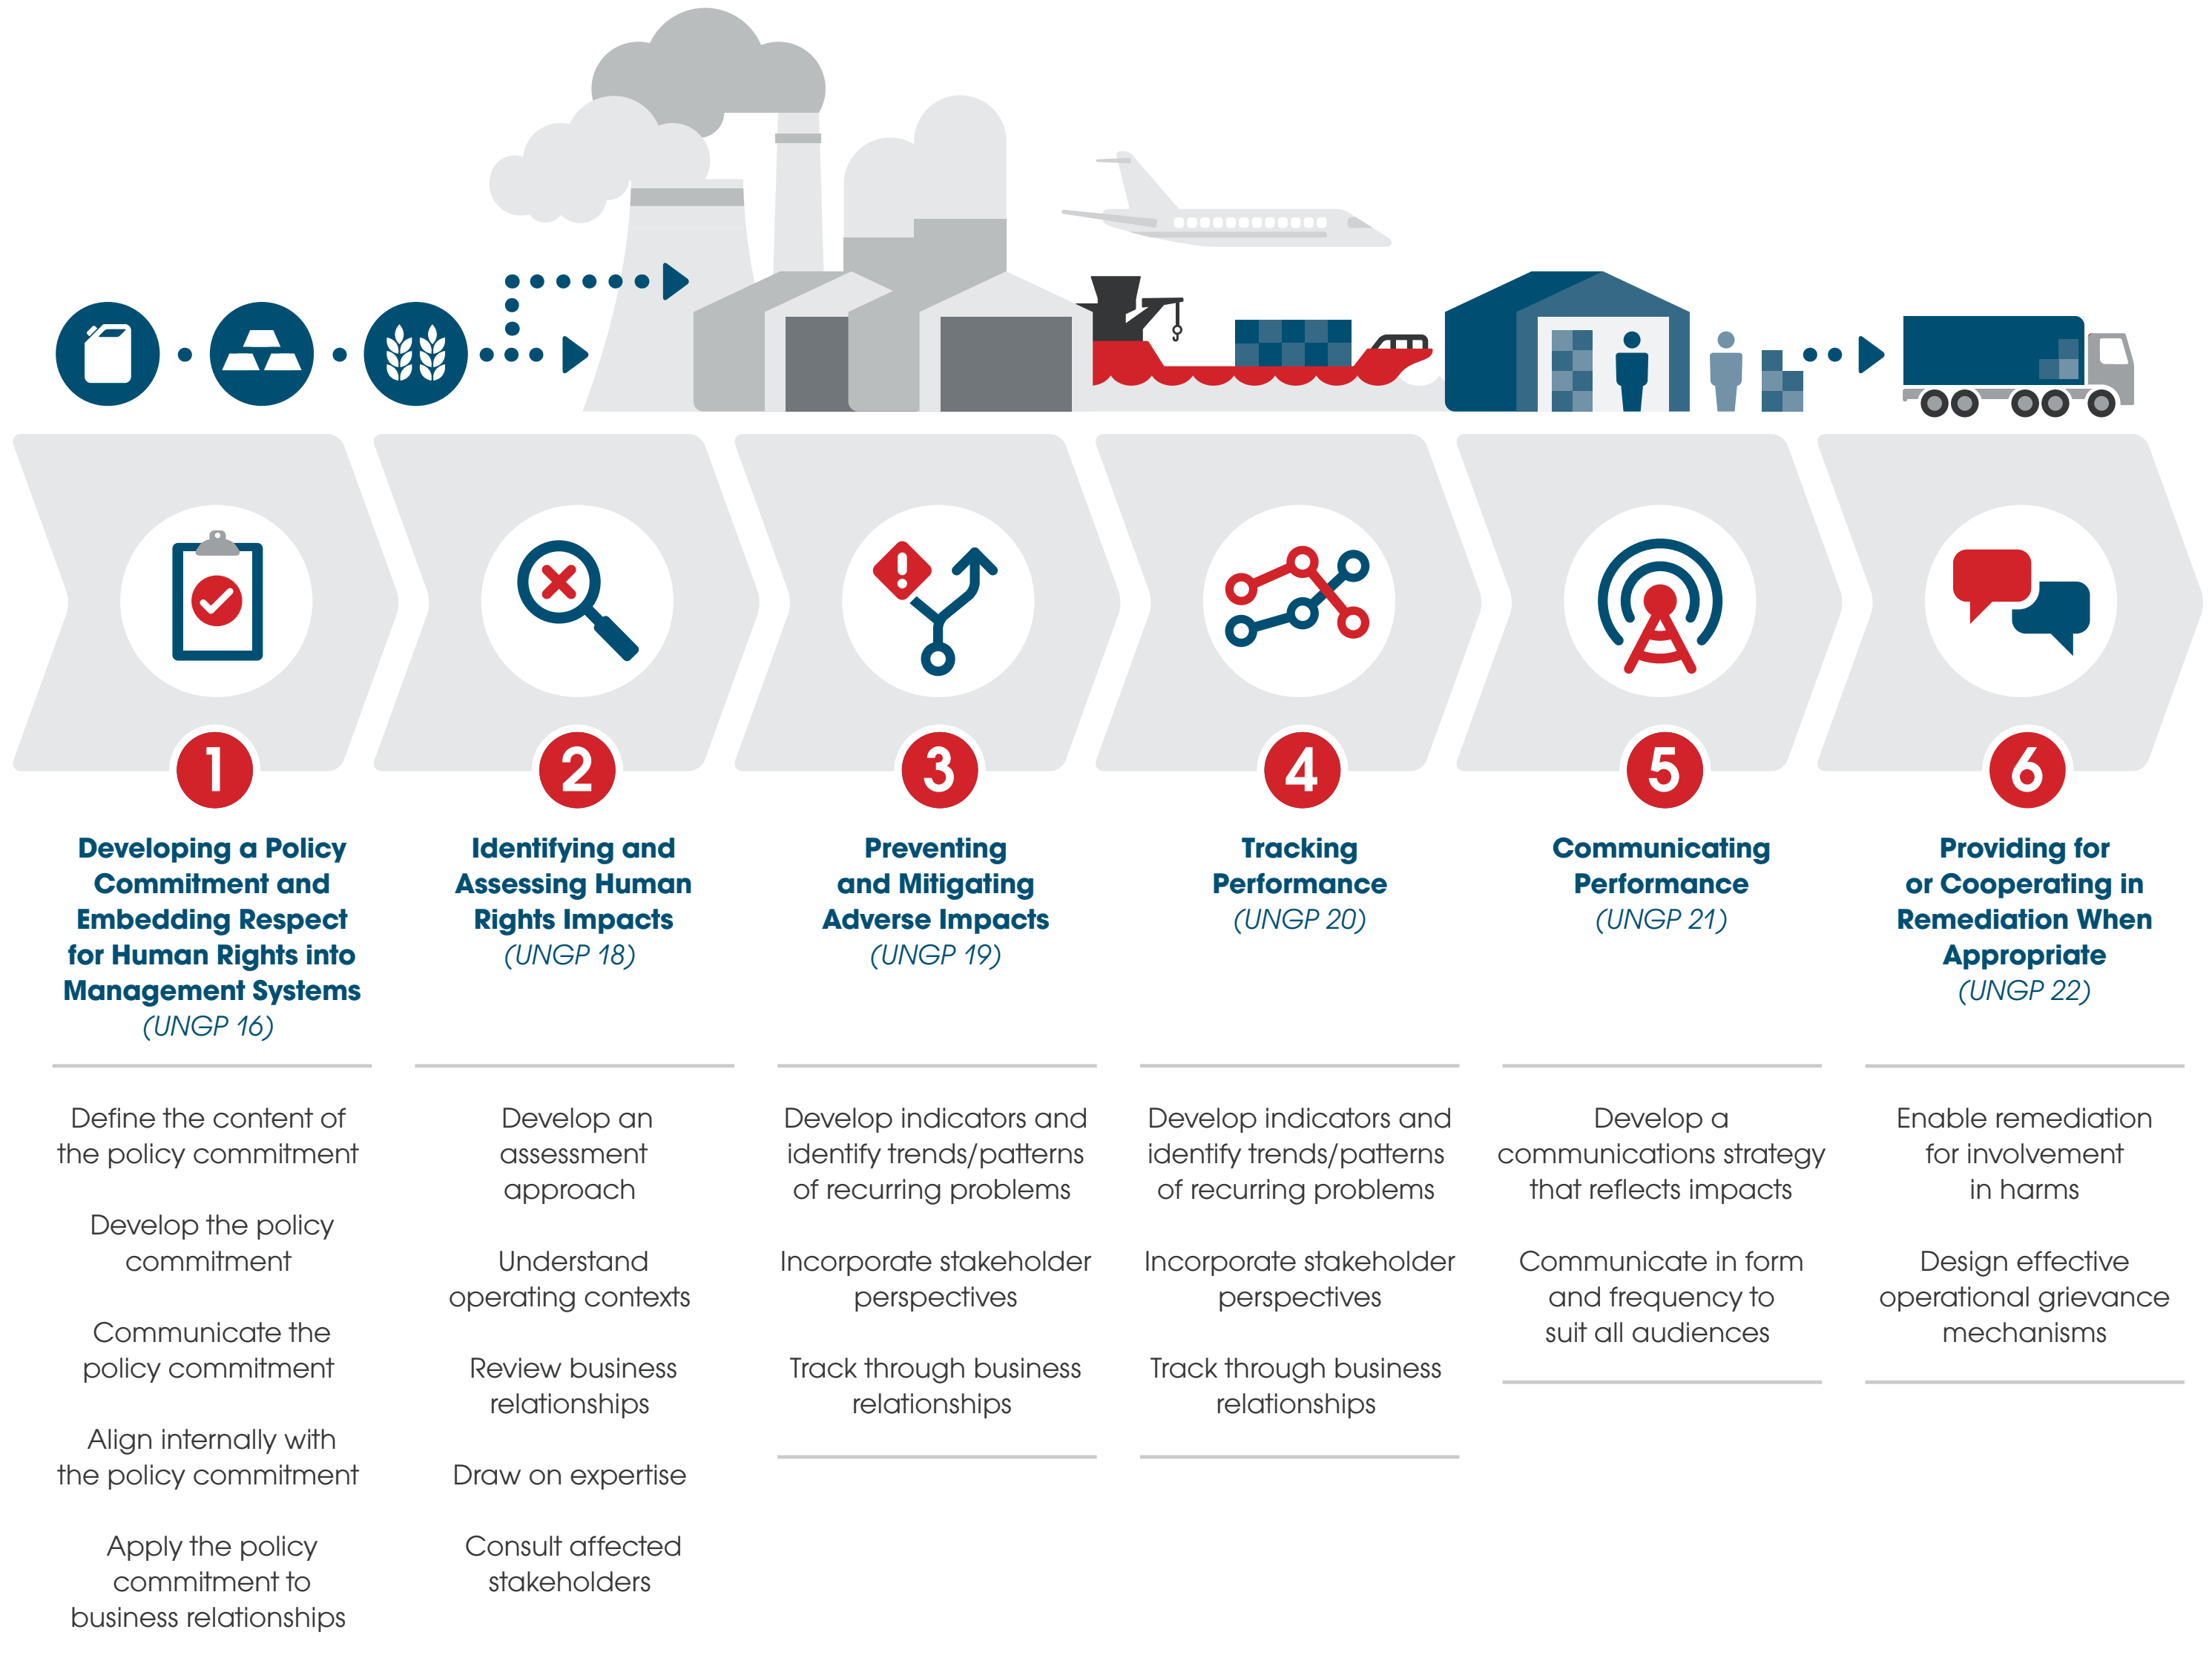 1
Developing a Policy
Commitment and
Embedding Respect
for Human Rights into
Management Systems
(UNGP 16)
Define the content of
the policy commitment
Develop the policy
commitment
Communicate the
policy commitment
Align internally with
the policy commitment
Apply the policy
commitment to
business relationships
2
Identifying and
Assessing Human
Rights Impacts
(UNGP 18)
Develop an
assessment
approach
Understand
operating contexts
Review business
relationships
Draw on expertise
Consult affected
stakeholders
3
Preventing
and Mitigating
Adverse Impacts
(UNGP 19)
Develop indicators and
identify trends/patterns
of recurring problems
Incorporate stakeholder
perspectives
Track through business
relationships
4
Tracking
Performance
(UNGP 20)
Develop indicators and
identify trends/patterns
of recurring problems
Incorporate stakeholder
perspectives
Track through business
relationships
5
Communicating
Performance
(UNGP 21)
Develop a
communications strategy
that reflects impacts
Communicate in form
and frequency to
suit all audiences
6
Providing for
or Cooperating in
Remediation When
Appropriate
(UNGP 22)
Enable remediation
for involvement
in harms
Design effective
operational grievance
mechanisms